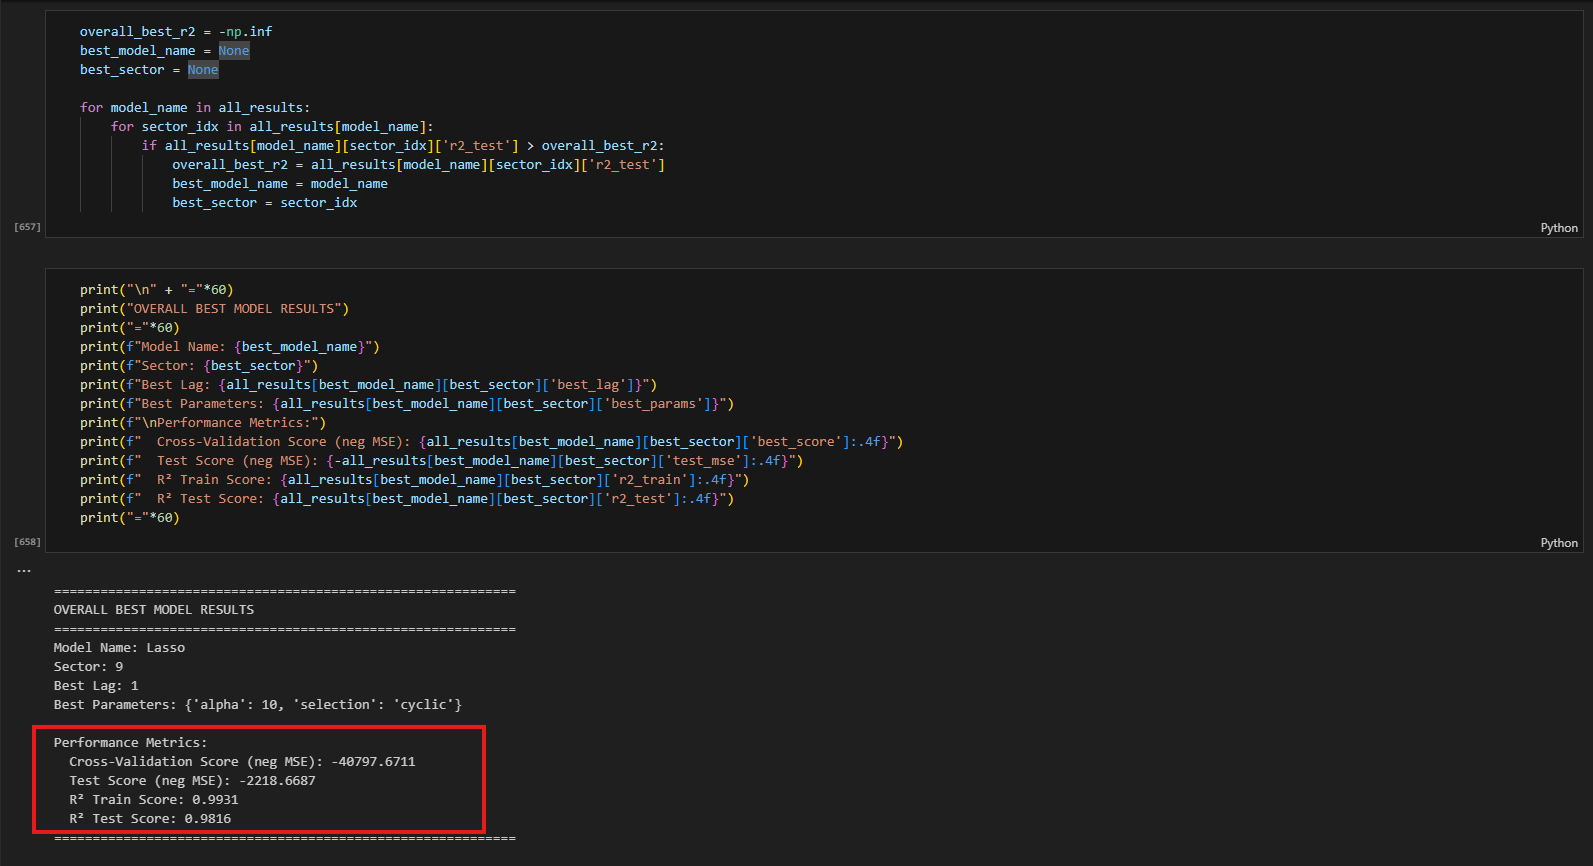 overall_best_r2 = -np.inf
best_model_name = None
best_sector = None
for model_name in all_results:
    for sector_idx in all_results[model_name]:
        if all_results[model_name][sector_idx]['r2_test'] > overall_best_r2:
            overall_best_r2 = all_results[model_name][sector_idx]['r2_test']
            best_model_name = model_name
            best_sector = sector_idx
[657]
Python
print("\n" + "="*60)
print("OVERALL BEST MODEL RESULTS")
print("="*60)
print(f"Model Name: {best_model_name}")
print(f"Sector: {best_sector}")
print(f"Best Lag: {all_results[best_model_name][best_sector]['best_lag']}")
print(f"Best Parameters: {all_results[best_model_name][best_sector]['best_params']}")
print(f"\nPerformance Metrics:")
print(f"  Cross-Validation Score (neg MSE): {all_results[best_model_name][best_sector]['best_score']:.4f}")
print(f"  Test Score (neg MSE): {-all_results[best_model_name][best_sector]['test_mse']:.4f}")
print(f"  R² Train Score: {all_results[best_model_name][best_sector]['r2_train']:.4f}")
print(f"  R² Test Score: {all_results[best_model_name][best_sector]['r2_test']:.4f}")
print("="*60)
[658]
Python
...
============================================================
OVERALL BEST MODEL RESULTS
============================================================
Model Name: Lasso
Sector: 9
Best Lag: 1
Best Parameters: {'alpha': 10, 'selection': 'cyclic'}
Performance Metrics:
  Cross-Validation Score (neg MSE): -40797.6711
  Test Score (neg MSE): -2218.6687
  R² Train Score: 0.9931
  R² Test Score: 0.9816
============================================================